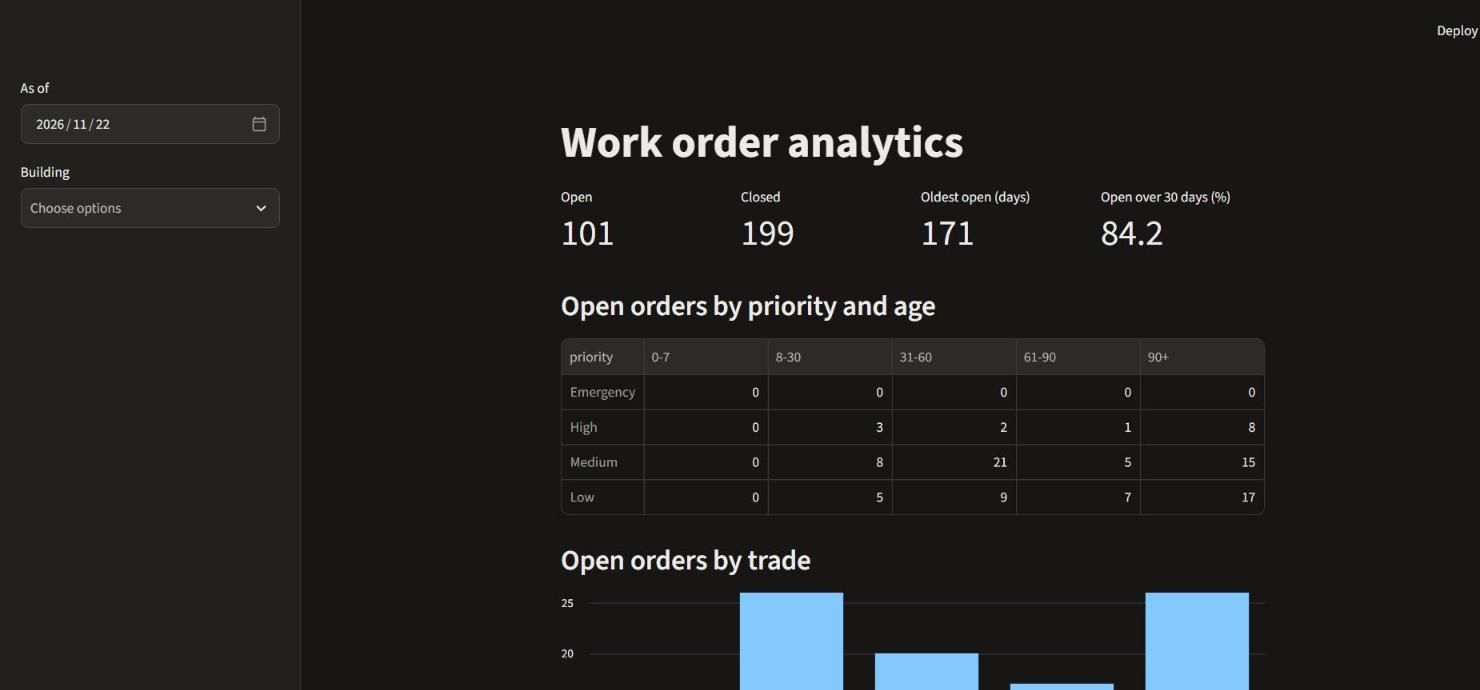 Deploy
As of
2026/11/22
Building
Choose options
Work order analytics
Open Closed Oldest open (days) Open over 30 days (%)
101 199 171 84.2
Open orders by priority and age
priority 0-7 8-30 31-60 61-90 90+
Emergency 0 0 0 0 0
High 0 3 2 1 8
Medium 0 8 21 5 15
Low 0 5 9 7 17
Open orders by trade
25
20